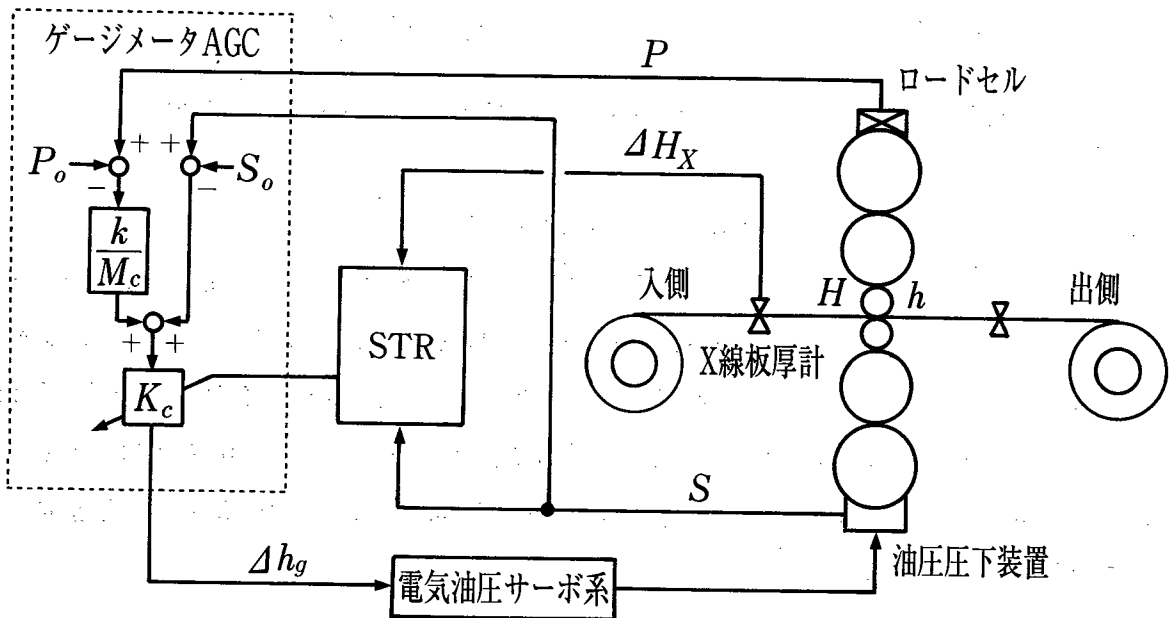 ゲージメータAGC
P
ロードセル
+ +
P_o
S_o
− −
ΔH_X
k
M_c
+ +
K_c
STR
入側
H
h
出側
X線板厚計
S
Δh_g
電気油圧サーボ系
油圧圧下装置